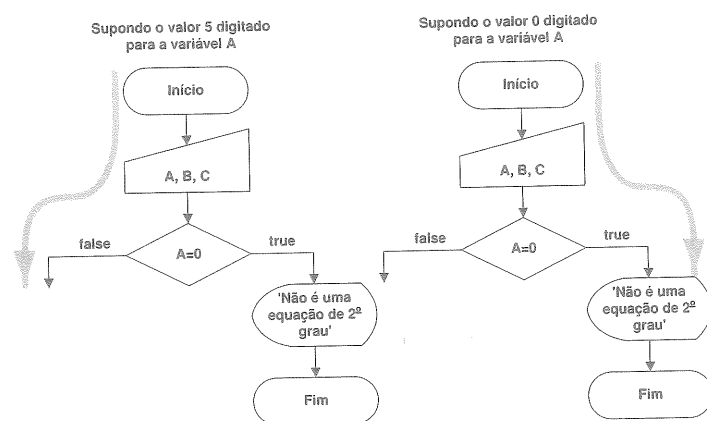 Supondo o valor 5 digitado
para a variável A
Início
A, B, C
false
A=0
true
'Não é uma
equação de 2º
grau'
Fim
Supondo o valor 0 digitado
para a variável A
Início
A, B, C
false
A=0
true
'Não é uma
equação de 2º
grau'
Fim